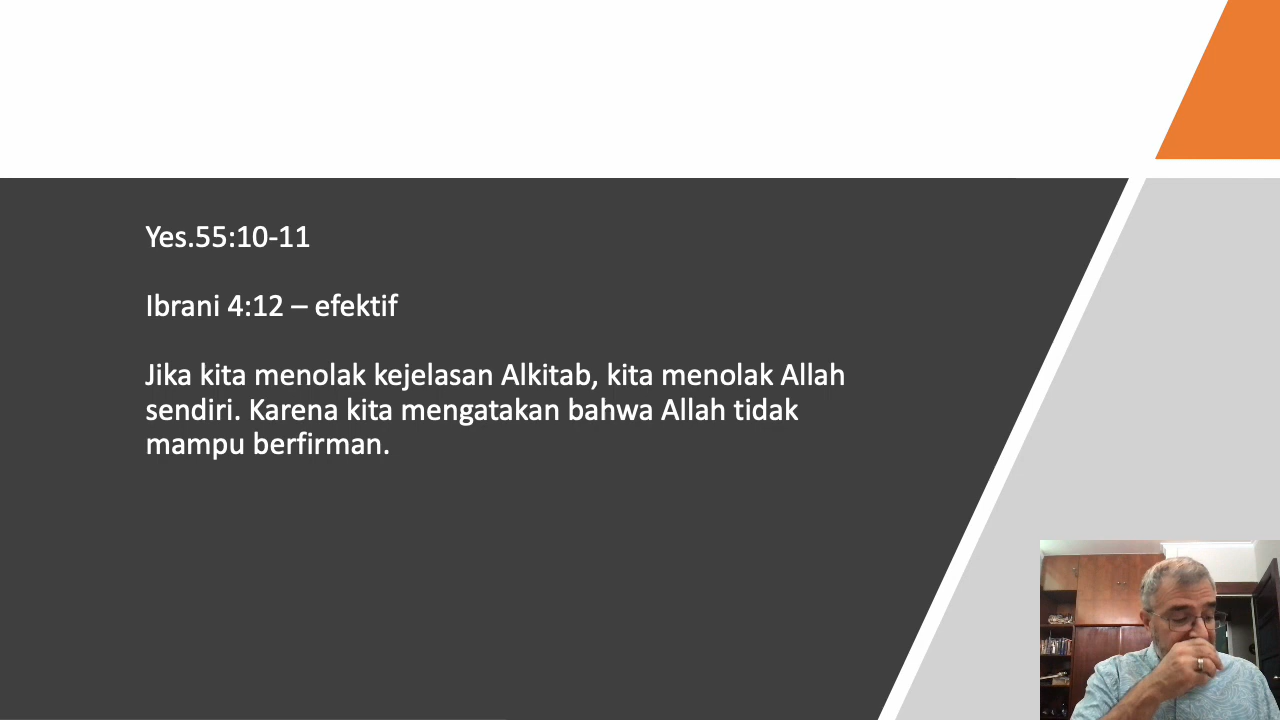 Yes.55:10-11
Ibrani 4:12 – efektif
Jika kita menolak kejelasan Alkitab, kita menolak Allah
sendiri. Karena kita mengatakan bahwa Allah tidak
mampu berfirman.